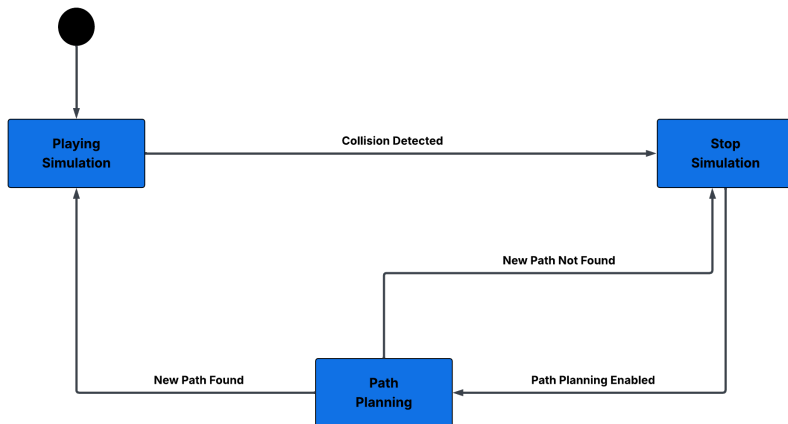 Playing
Simulation
Collision Detected
Stop
Simulation
New Path Not Found
New Path Found
Path
Planning
Path Planning Enabled